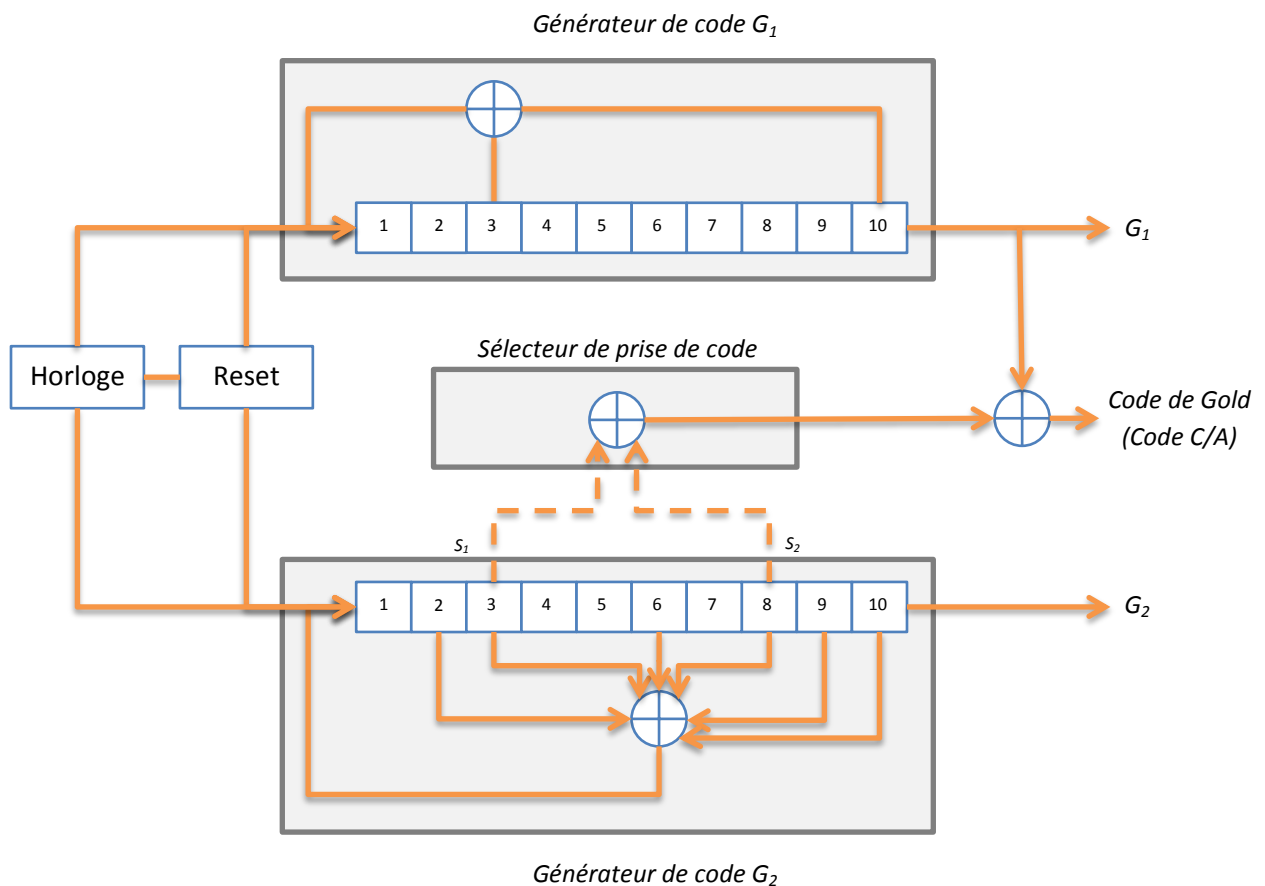 Générateur de code G1
1 2 3 4 5 6 7 8 9 10
G1
Horloge
Reset
Sélecteur de prise de code
Code de Gold
(Code C/A)
S1
S2
1 2 3 4 5 6 7 8 9 10
G2
Générateur de code G2